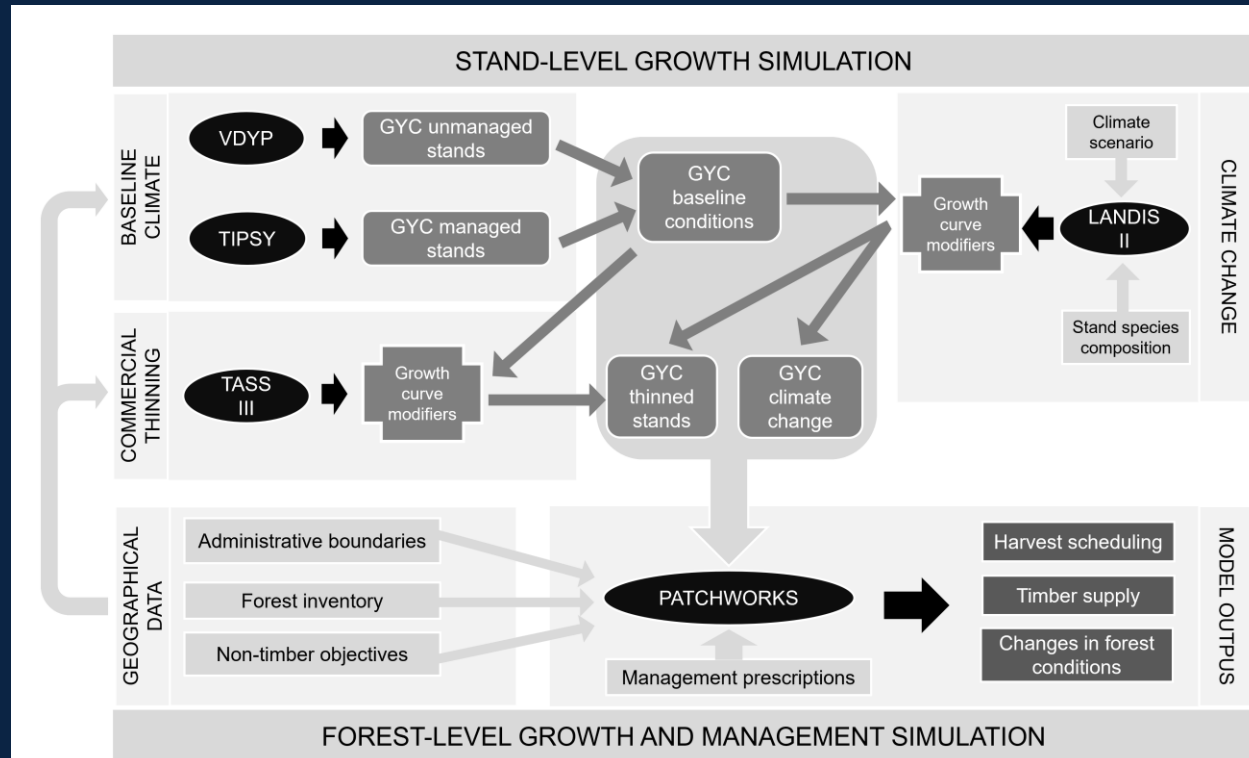 STAND-LEVEL GROWTH SIMULATION
BASELINE
CLIMATE
VDYP
GYC unmanaged
stands
TIPSY
GYC managed
stands
GYC
baseline
conditions
Growth
curve
modifiers
Climate
scenario
LANDIS
II
Stand species
composition
CLIMATE CHANGE
COMMERCIAL
THINNING
TASS
III
Growth
curve
modifiers
GYC
thinned
stands
GYC
climate
change
GEOGRAPHICAL
DATA
Administrative boundaries
Forest inventory
Non-timber objectives
PATCHWORKS
Management prescriptions
Harvest scheduling
Timber supply
Changes in forest
conditions
MODEL OUTPUS
FOREST-LEVEL GROWTH AND MANAGEMENT SIMULATION